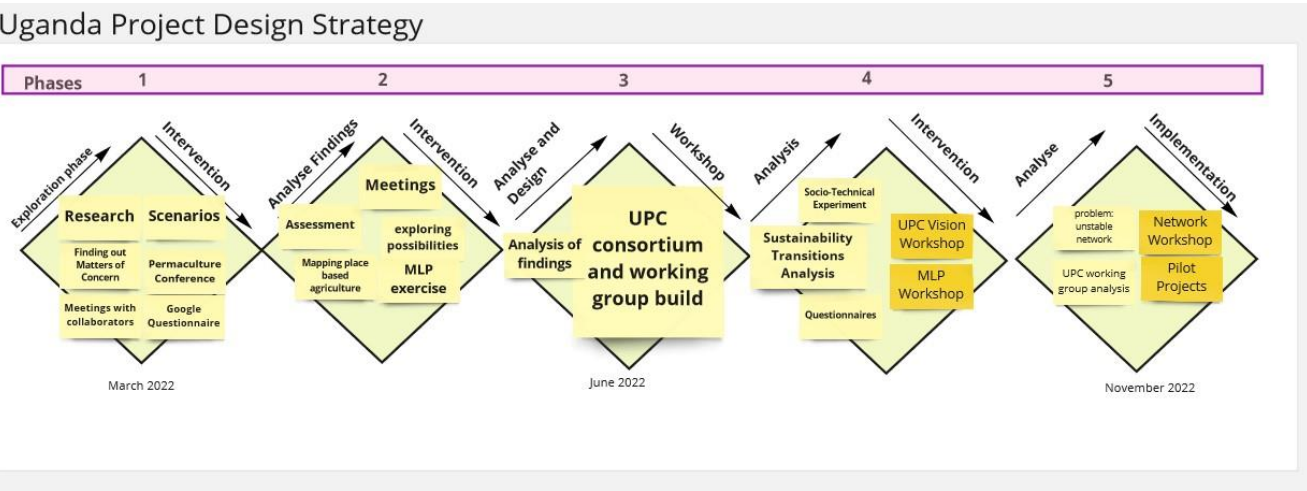 Uganda Project Design Strategy
Phases 1 2 3 4 5
Exploration phase
Intervention
Research
Scenarios
Finding out
Matters of
Concern
Permaculture
Conference
Meetings with
collaborators
Google
Questionnaire
March 2022
Analyse Findings
Intervention
Meetings
Assessment
exploring
possibilities
Mapping place
based
agriculture
MLP
exercise
Analyse and
Design
Workshop
Analysis of
findings
UPC
consortium
and working
group build
June 2022
Analysis
Intervention
Socio-Technical
Experiment
Sustainability
Transitions
Analysis
UPC Vision
Workshop
MLP
Workshop
Questionnaires
Analyse
Implementation
problem:
unstable
network
Network
Workshop
UPC working
group analysis
Pilot
Projects
November 2022